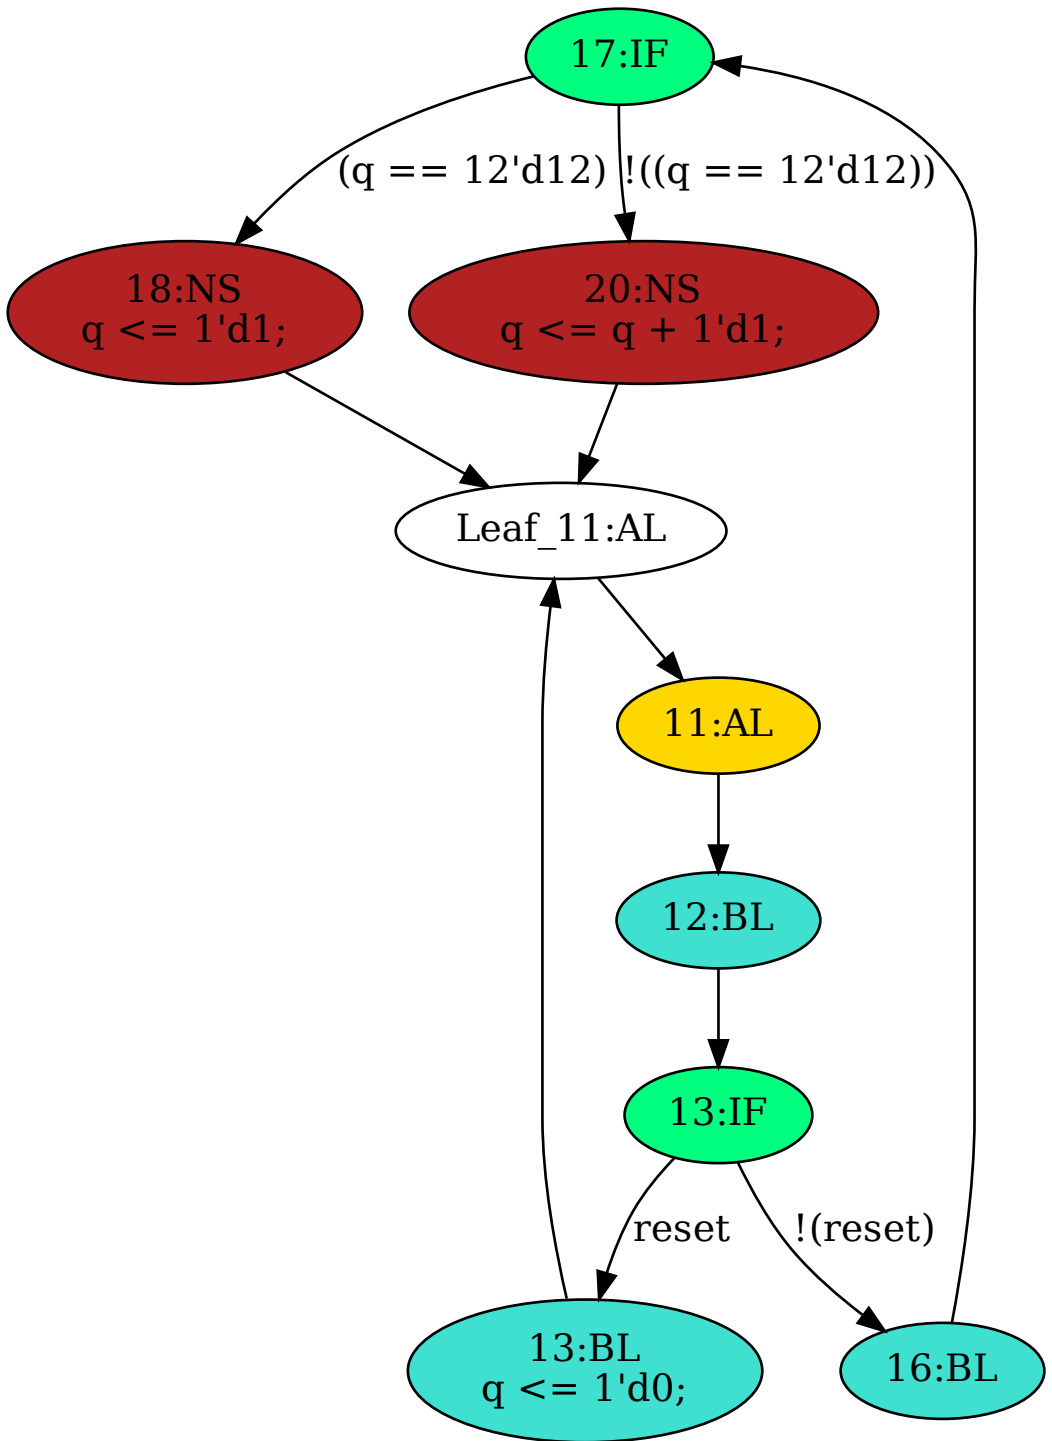 17:IF
(q == 12'd12)
!((q == 12'd12))
18:NS
q <= 1'd1;
20:NS
q <= q + 1'd1;
Leaf_11:AL
11:AL
12:BL
13:IF
reset
!(reset)
13:BL
q <= 1'd0;
16:BL